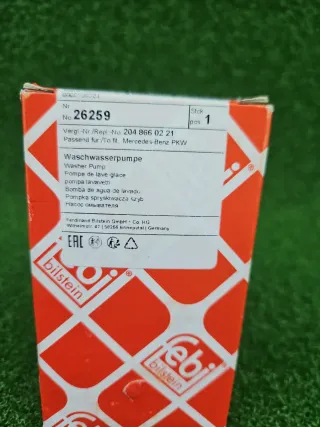 Nr.
No. 26259
Stck.
pcs. 1
Vergl.-Nr./Repl.-No. 204 866 02 21
Passend für/To fit, Mercedes-Benz PKW
Waschwasserpumpe
Washer Pump
Pompe de lave-glace
pompa lavavetri
Bomba de agua de lavado,
Pompka spryskiwacza szyb
Насос омывателя
Ferdinand Bilstein GmbH + Co. KG
EAC
febi
bilstein
febi
bilstein